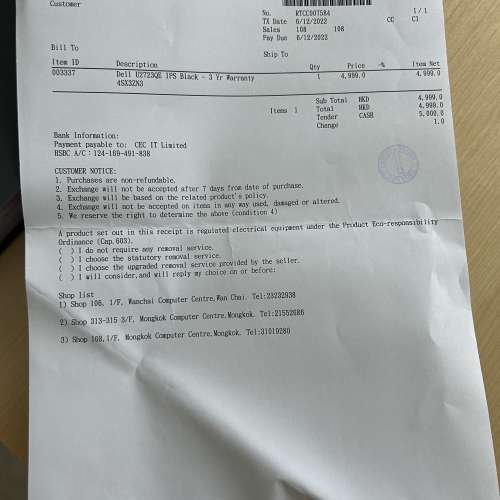 Customer
No. RTCC007584 1/1
TX Date 6/12/2022 CC C1
Sales 108 108
Pay Due 6/12/2022
Bill To Ship To
Item ID Description Qty Price -% Item Net
003337 Dell U2723QE IPS Black - 3 Yr Warranty 1 4,999.0 4,999.0
4SX32N3
Sub Total HKD 4,999.0
Items 1 Total HKD 4,999.0
Tender CASH 5,000.0
Change 1.0
Bank Information:
Payment payable to: CEC IT Limited
HSBC A/C : 124-169-491-838
CUSTOMER NOTICE:
1. Purchases are non-refundable.
2. Exchange will not be accepted after 7 days from date of purchase.
3. Exchange will be based on the related product's policy.
4. Exchange will not be accepted on items in any way used, damaged or altered.
5. We reserve the right to determine the above (condition 4)
A product set out in this receipt is regulated electrical equipment under the Product Eco-responsibility
Ordinance (Cap.603).
( ) I do not require any removal service.
( ) I choose the statutory removal service.
( ) I choose the upgraded removal service provided by the seller.
( ) I will consider, and will reply my choice on or before:
Shop list
1) Shop 106, 1/F, Wanchai Computer Centre, Wan Chai. Tel:23232938
2) Shop 313-315 3/F, Mongkok Computer Centre, Mongkok. Tel:21552686
3) Shop 108, 1/F, Mongkok Computer Centre, Mongkok. Tel:31019280